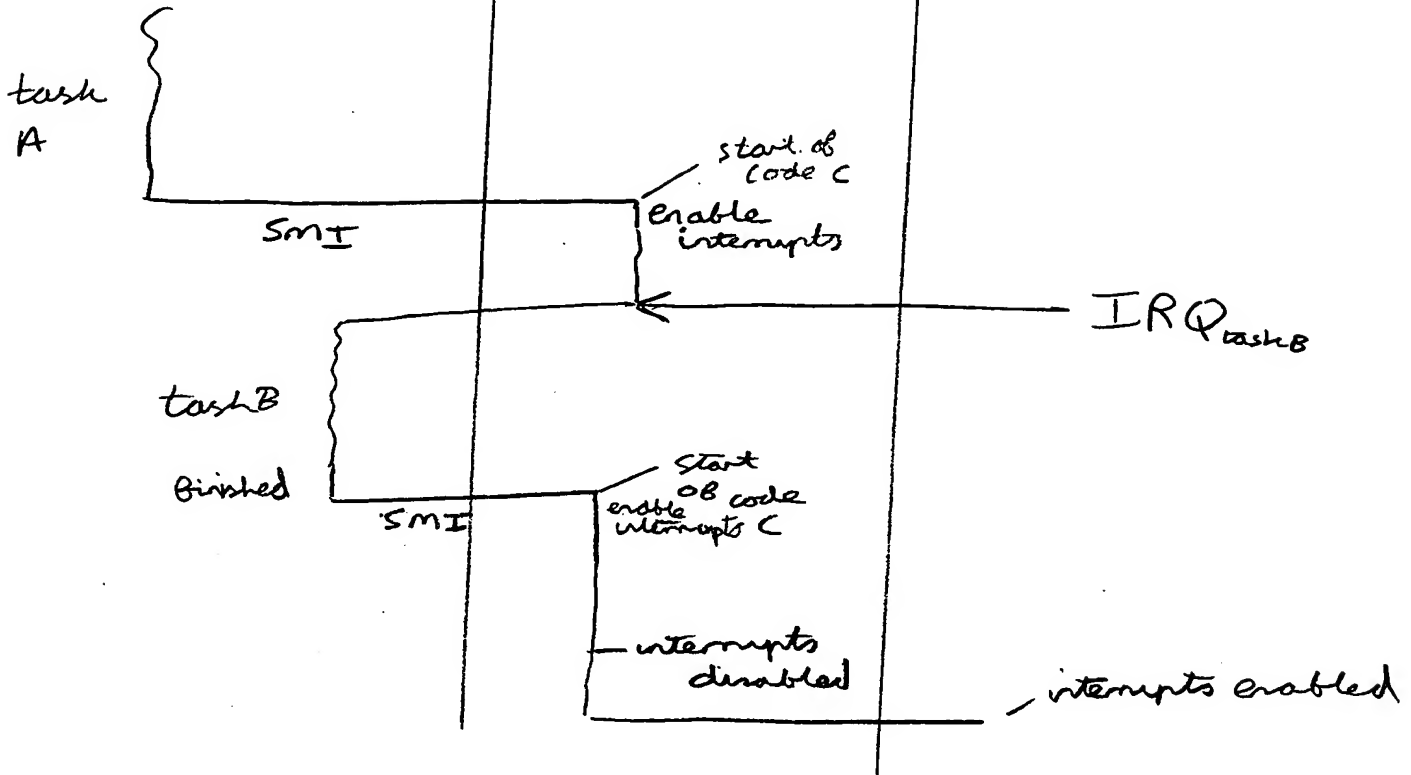 task
A
start of
code C
SMI
enable
interrupts
IRQ task B
task B
finished
SMI
start
of code
enable
interrupts C
interrupts
disabled
interrupts enabled